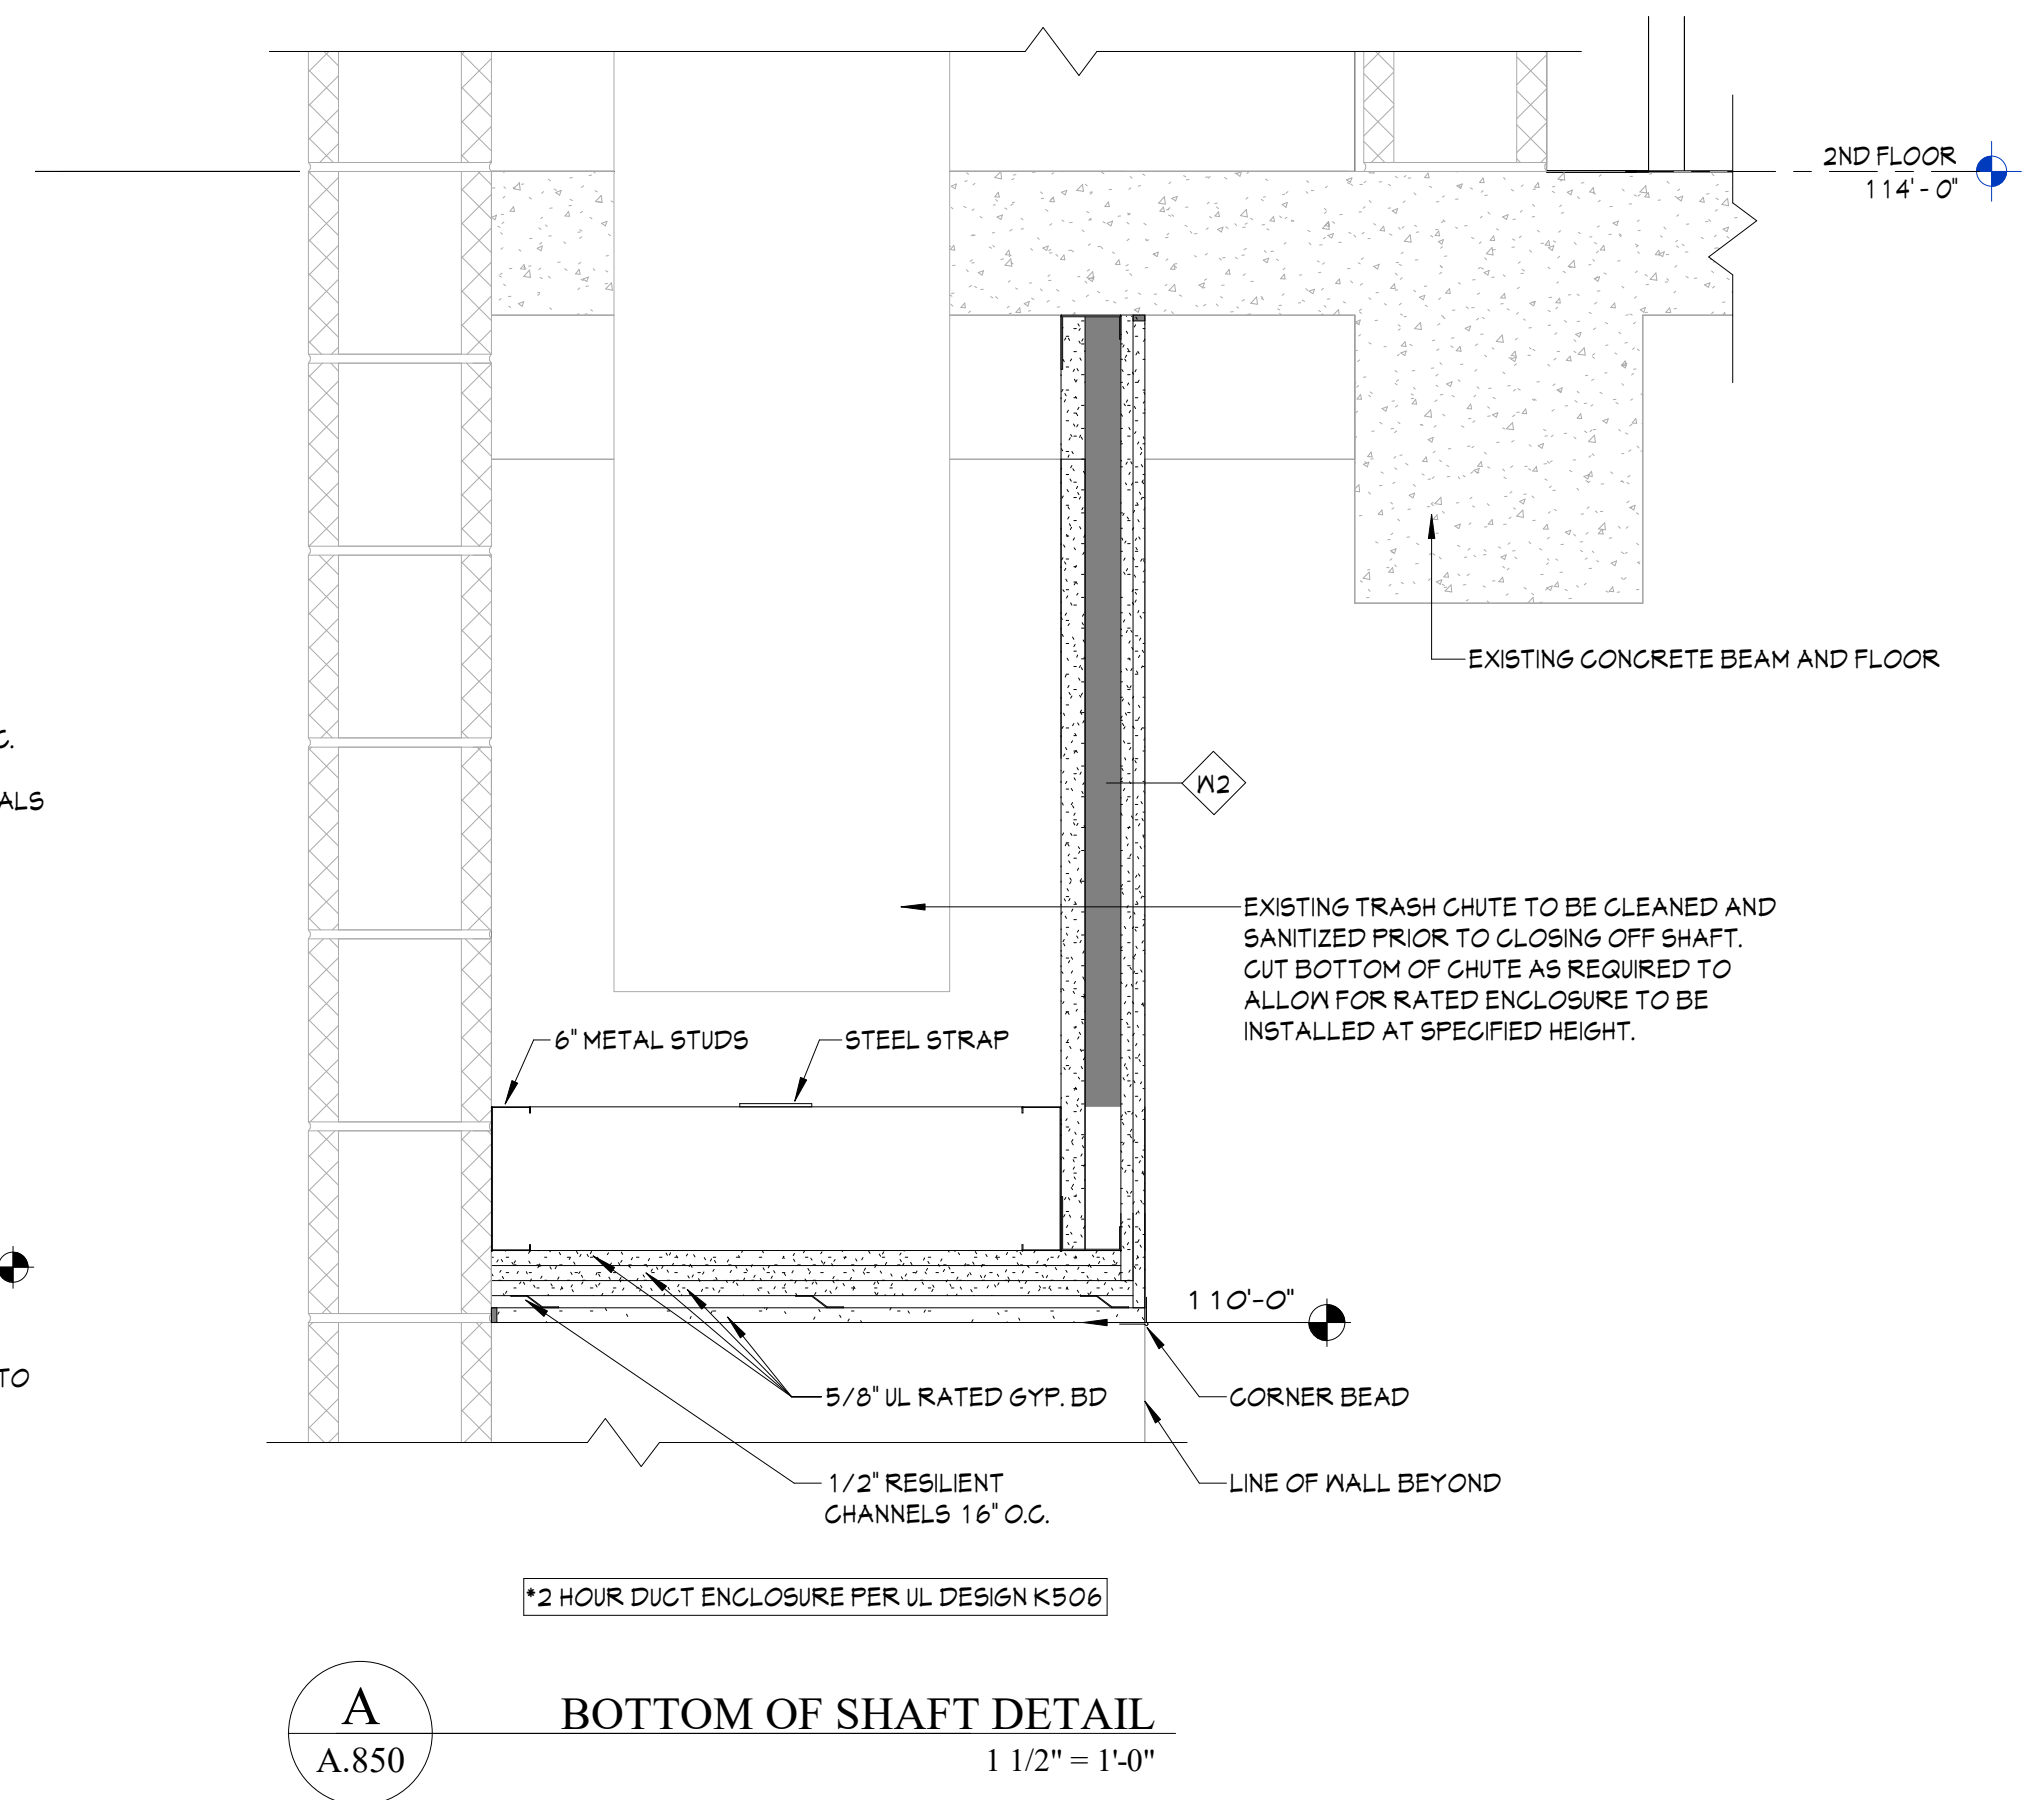 2ND FLOOR
114' - 0"
EXISTING CONCRETE BEAM AND FLOOR
C.
ALS
W2
EXISTING TRASH CHUTE TO BE CLEANED AND
SANITIZED PRIOR TO CLOSING OFF SHAFT.
CUT BOTTOM OF CHUTE AS REQUIRED TO
ALLOW FOR RATED ENCLOSURE TO BE
INSTALLED AT SPECIFIED HEIGHT.
6" METAL STUDS
STEEL STRAP
110'-0"
TO
5/8" UL RATED GYP. BD
CORNER BEAD
1/2" RESILIENT
CHANNELS 16" O.C.
LINE OF WALL BEYOND
*2 HOUR DUCT ENCLOSURE PER UL DESIGN K506
A
A.850
BOTTOM OF SHAFT DETAIL
1 1/2" = 1'-0"